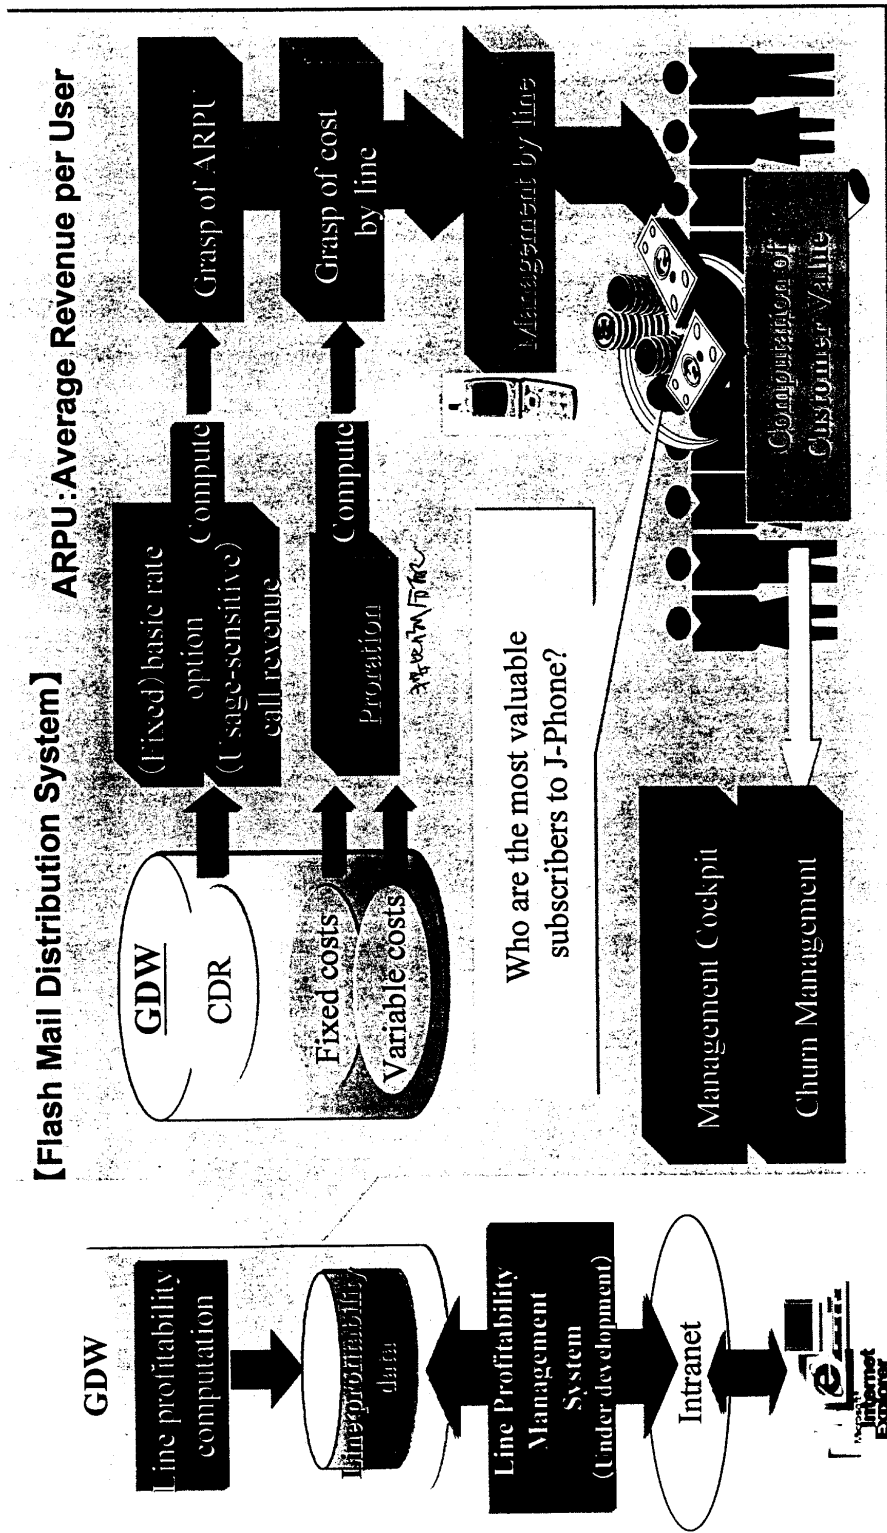 【Flash Mail Distribution System】
ARPU:Average Revenue per User
GDW
Line profitability
computation
Line profitability
data
Line Profitability
Management
System
(Under development)
Intranet
Microsoft
Internet
Explorer
GDW
CDR
Fixed costs
Variable costs
(Fixed) basic rate
option
(Usage-sensitive)
call revenue
Compute
Grasp of ARPU
Proration
Compute
Grasp of cost
by line
Management by line
Who are the most valuable
subscribers to J-Phone?
Computation of
Customer Value
Management Cockpit
Churn Management